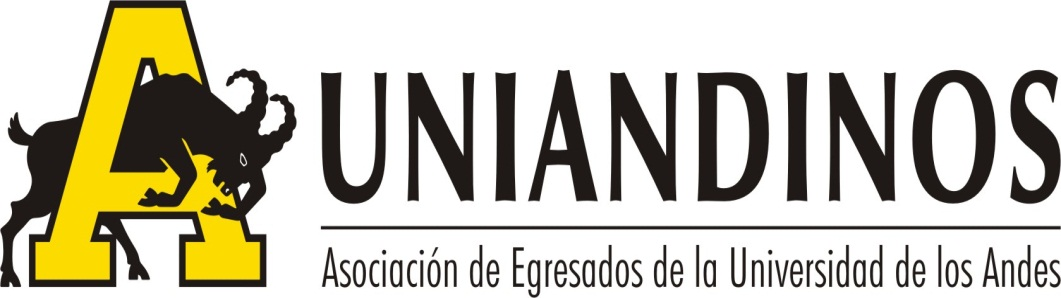 A UNIANDINOS
Asociación de Egresados de la Universidad de los Andes